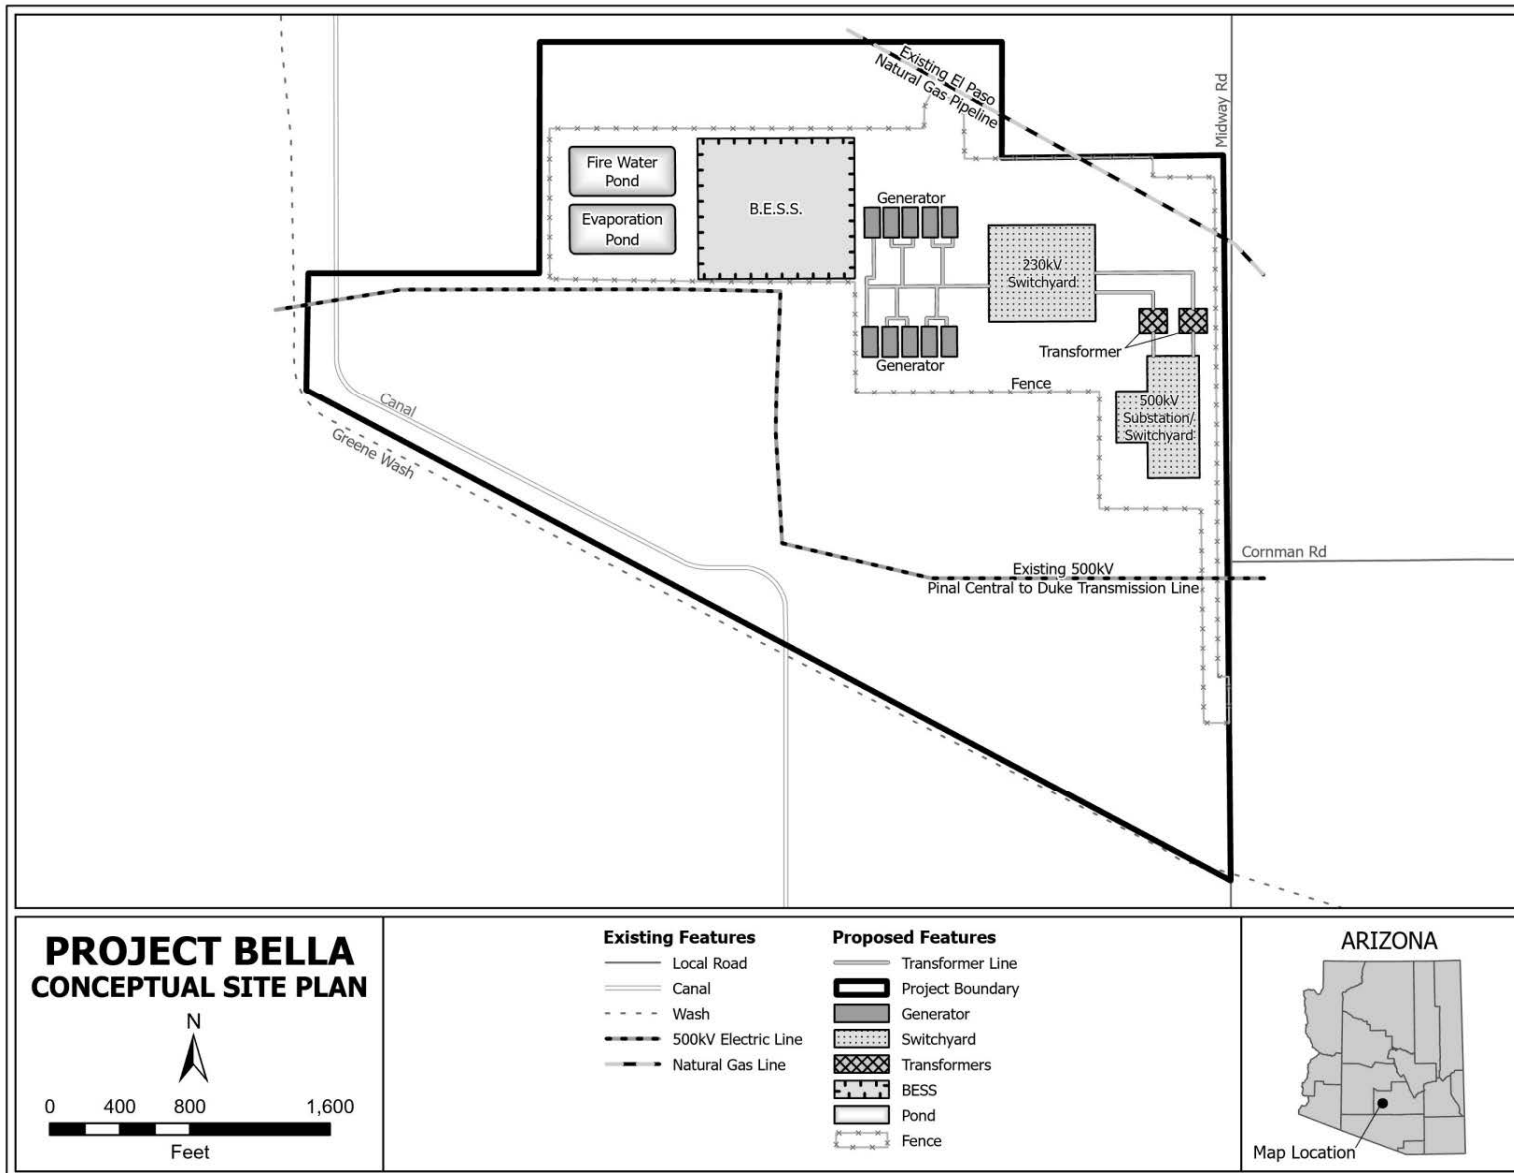 Existing El Paso
Natural Gas Pipeline
Midway Rd
Fire Water
Pond
Evaporation
Pond
B.E.S.S.
Generator
230kV
Switchyard
Transformer
Generator
Fence
500kV
Substation/
Switchyard
Canal
Greene Wash
Cornman Rd
Existing 500kV
Pinal Central to Duke Transmission Line
PROJECT BELLA
CONCEPTUAL SITE PLAN
N
0 400 800 1,600
Feet
Existing Features
Local Road
Canal
Wash
500kV Electric Line
Natural Gas Line
Proposed Features
Transformer Line
Project Boundary
Generator
Switchyard
Transformers
BESS
Pond
Fence
ARIZONA
Map Location